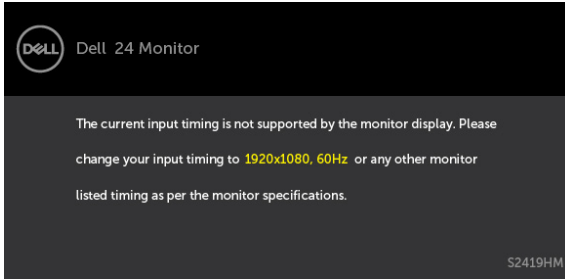 DELL
Dell 24 Monitor
The current input timing is not supported by the monitor display. Please
change your input timing to 1920x1080, 60Hz or any other monitor
listed timing as per the monitor specifications.
S2419HM